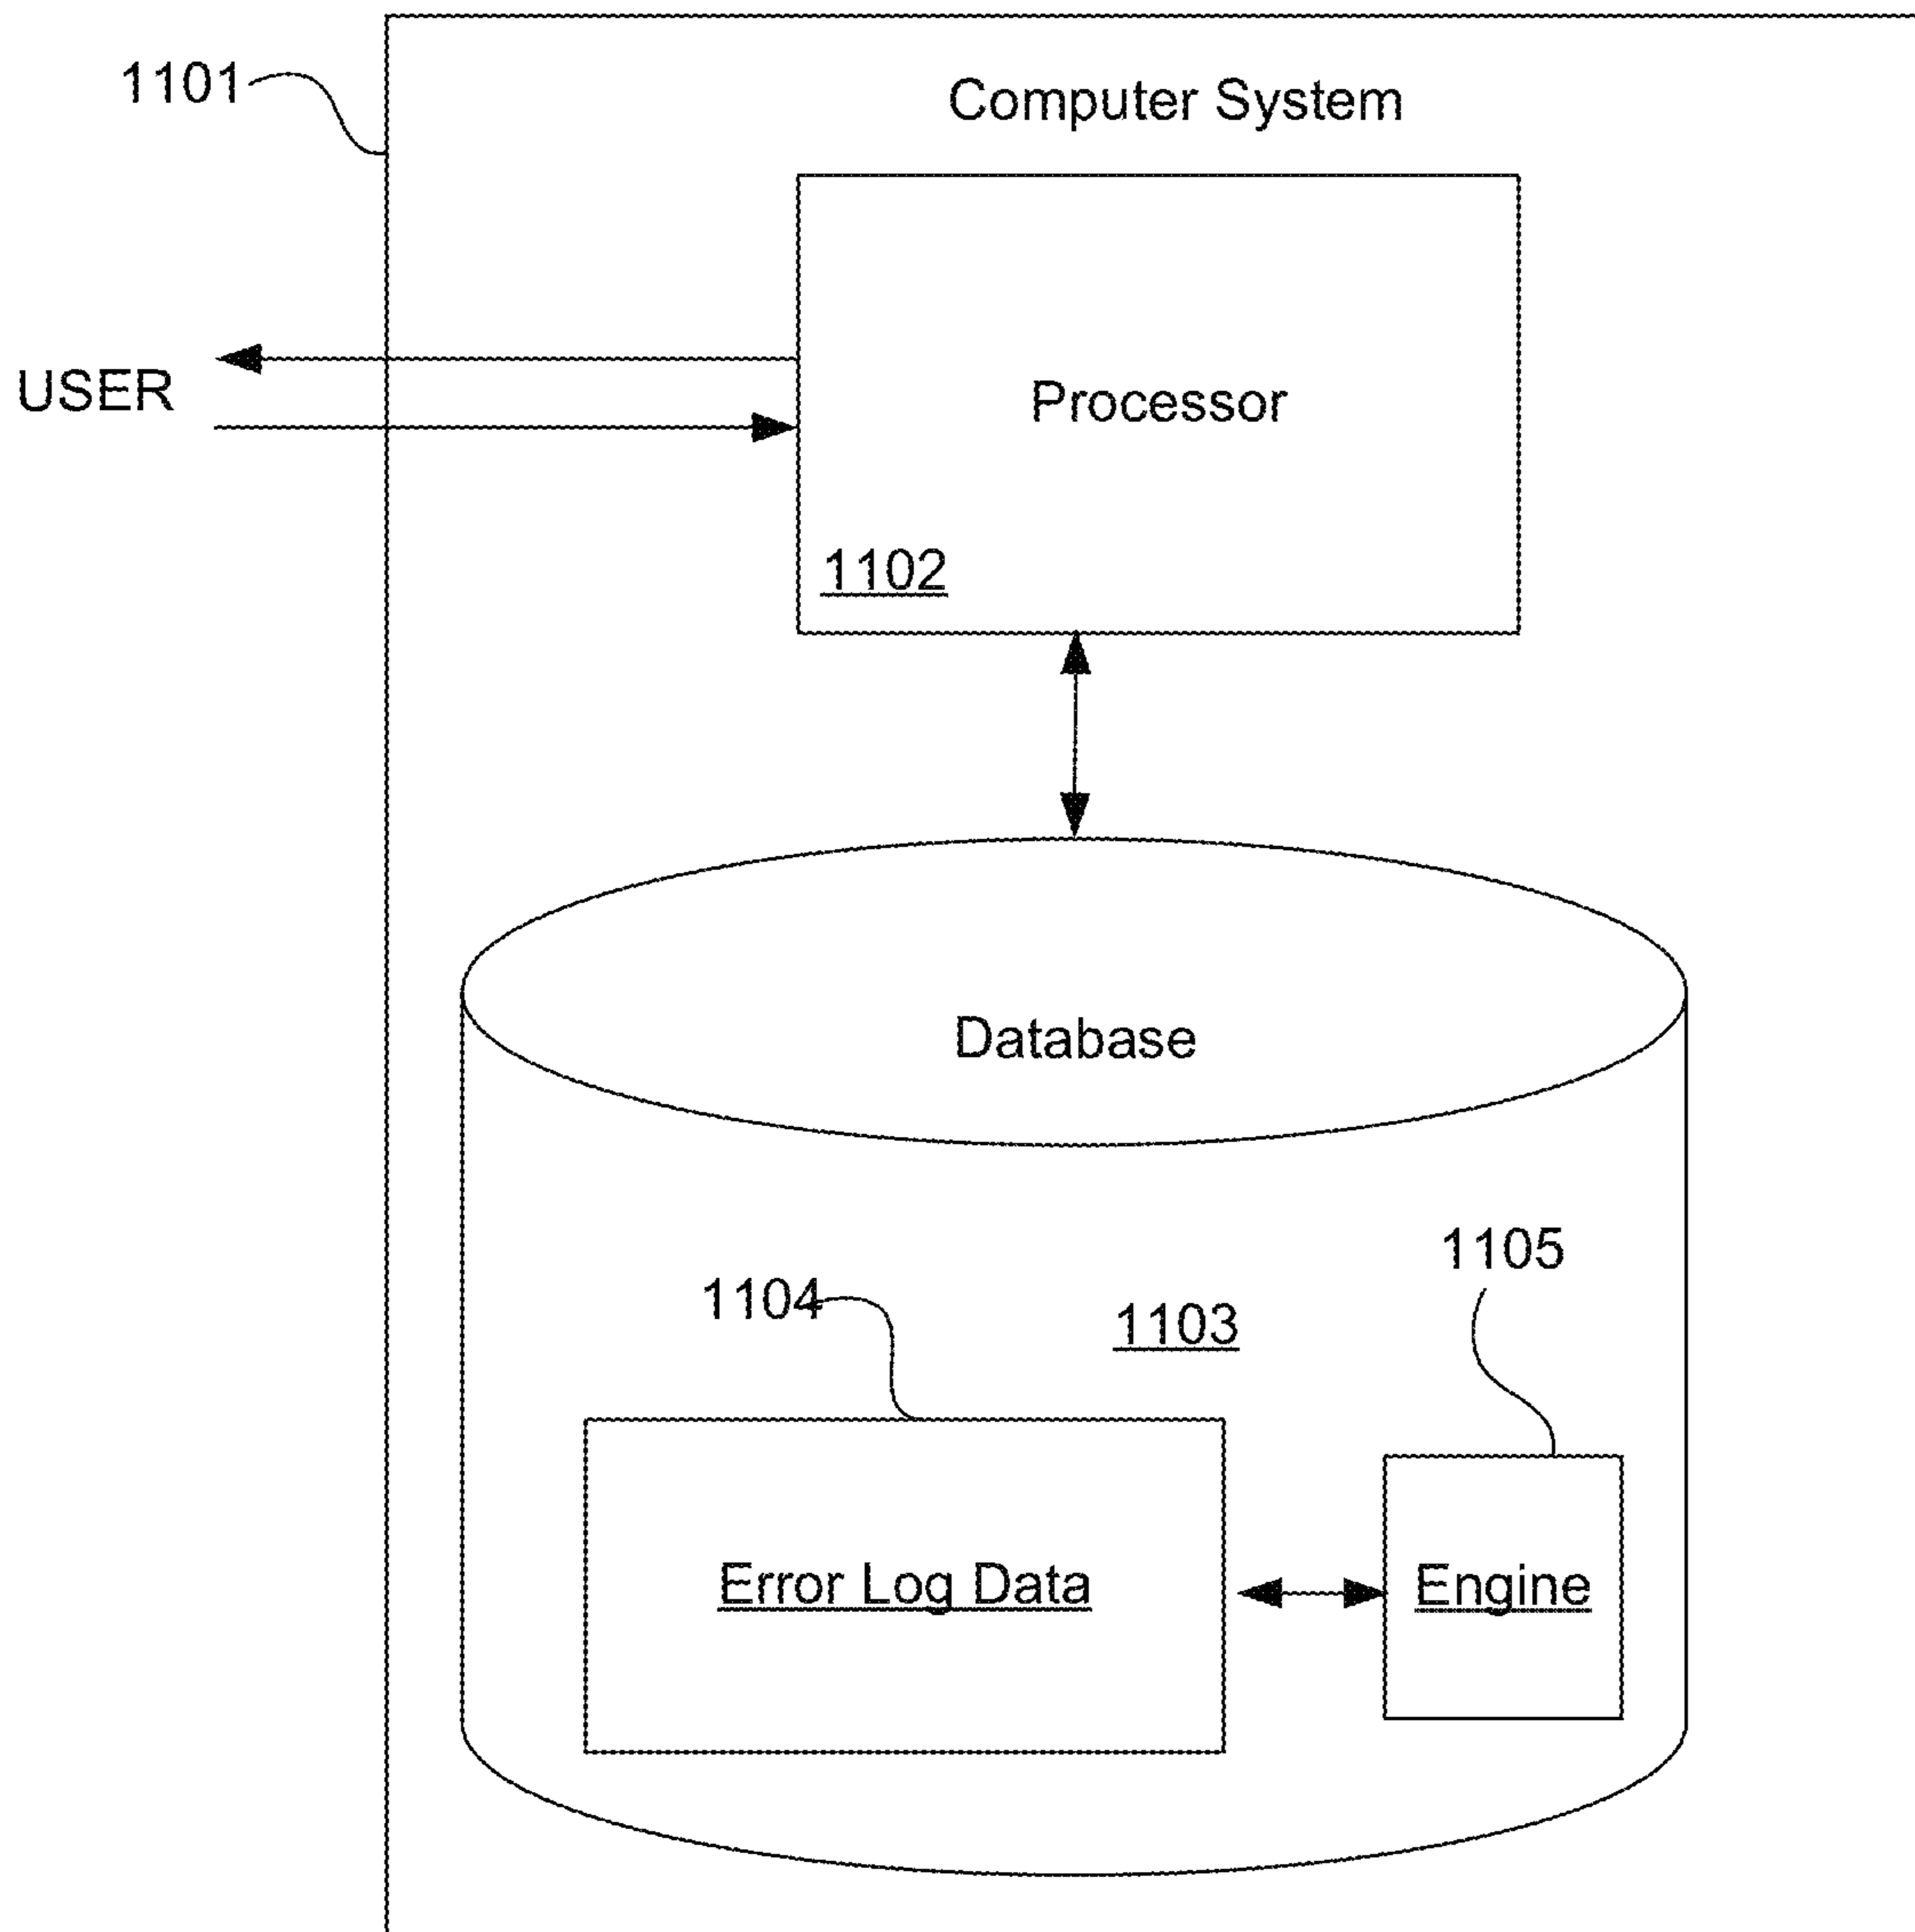 1101
Computer System
USER
Processor
1102
Database
1105
1104
1103
Error Log Data
Engine